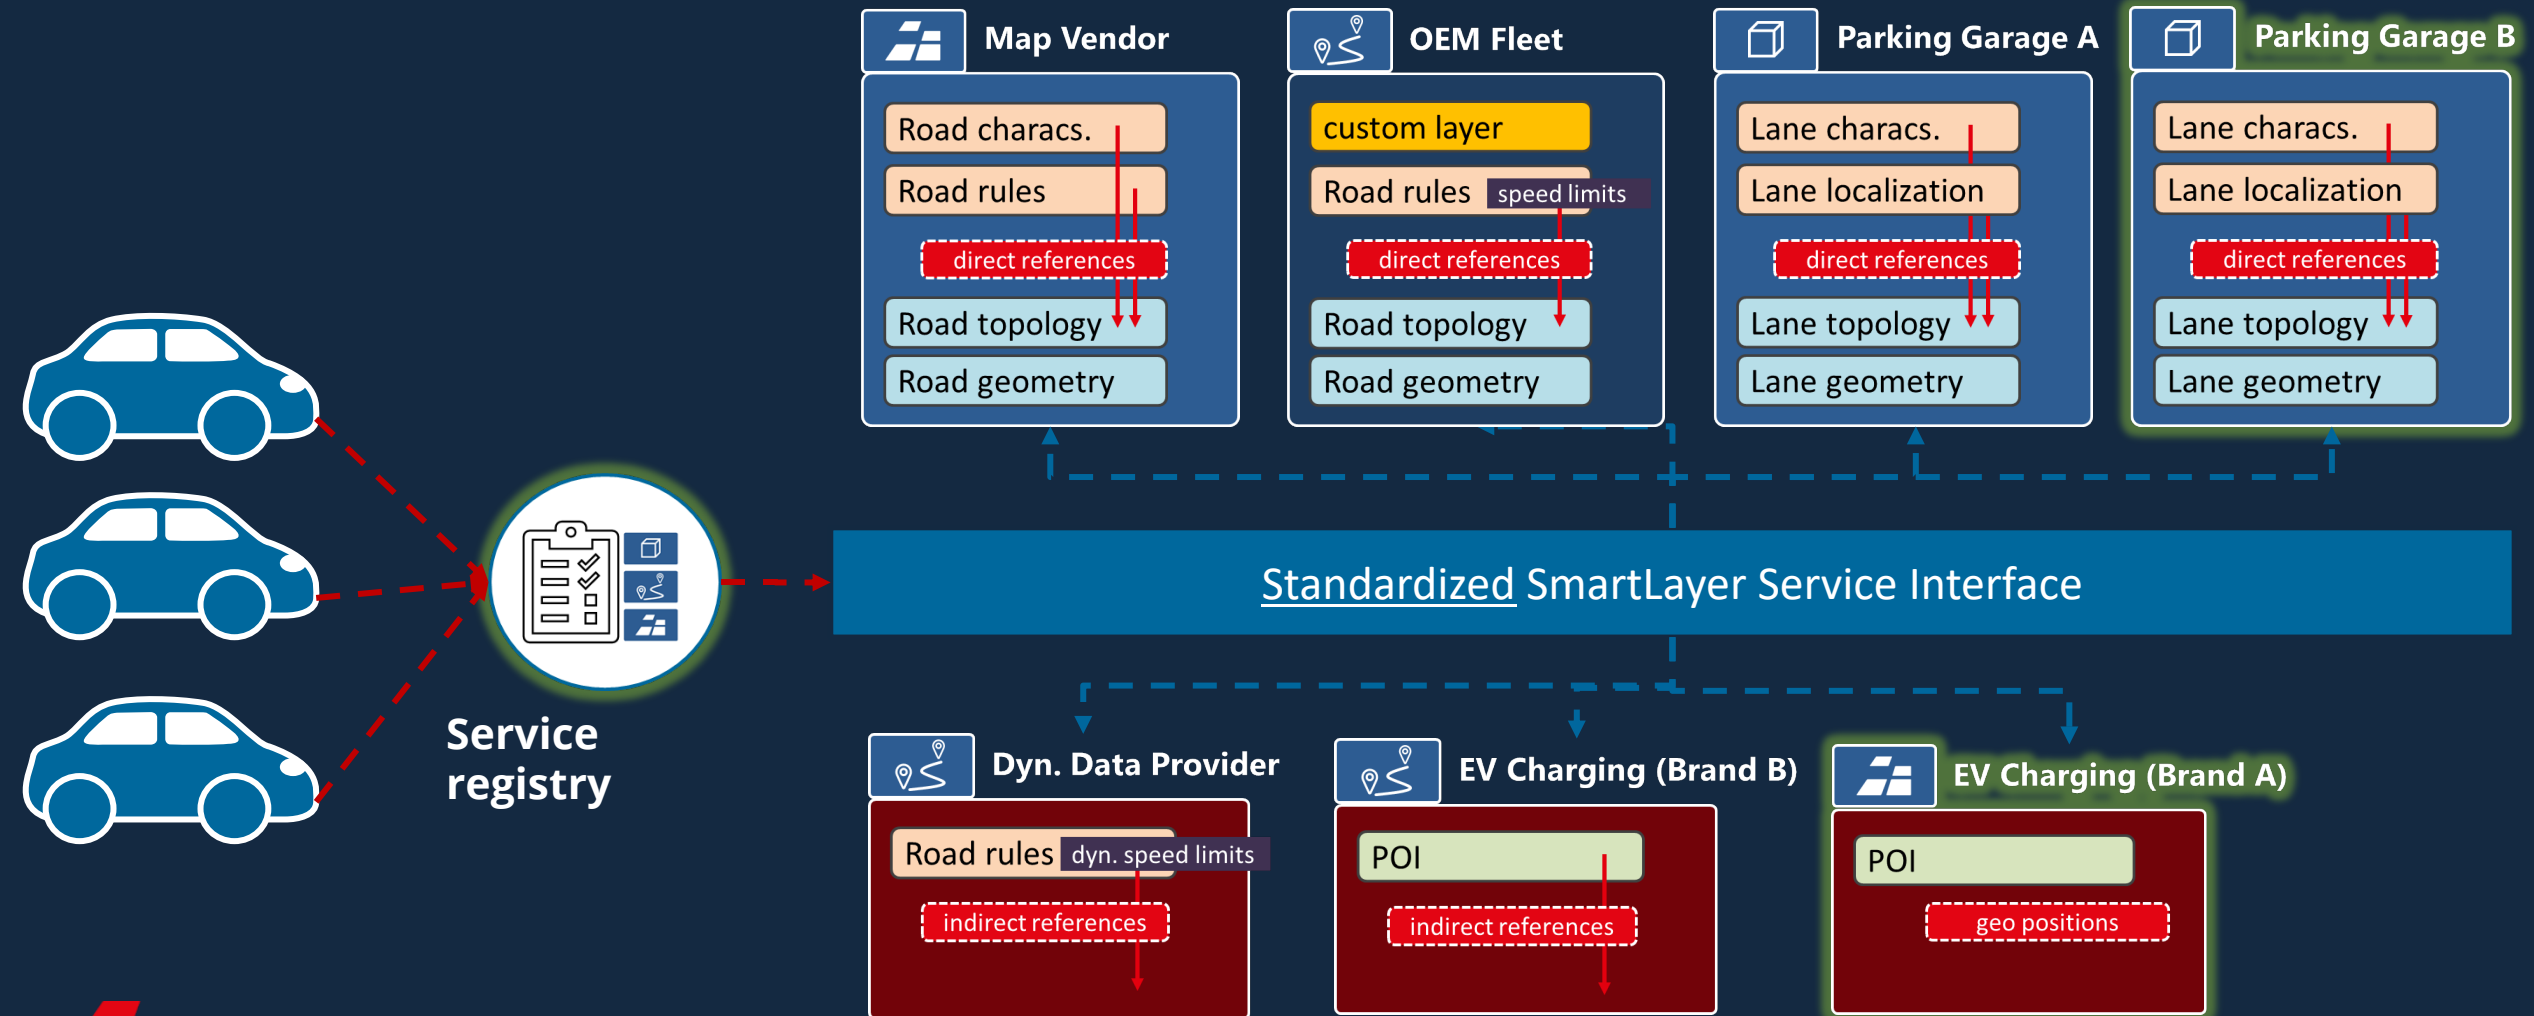 Map Vendor
Road characs.
Road rules
direct references
Road topology
Road geometry
OEM Fleet
custom layer
Road rules
speed limits
direct references
Road topology
Road geometry
Parking Garage A
Lane characs.
Lane localization
direct references
Lane topology
Lane geometry
Parking Garage B
Lane characs.
Lane localization
direct references
Lane topology
Lane geometry
Service
registry
Standardized SmartLayer Service Interface
Dyn. Data Provider
Road rules
dyn. speed limits
indirect references
EV Charging (Brand B)
POI
indirect references
EV Charging (Brand A)
POI
geo positions